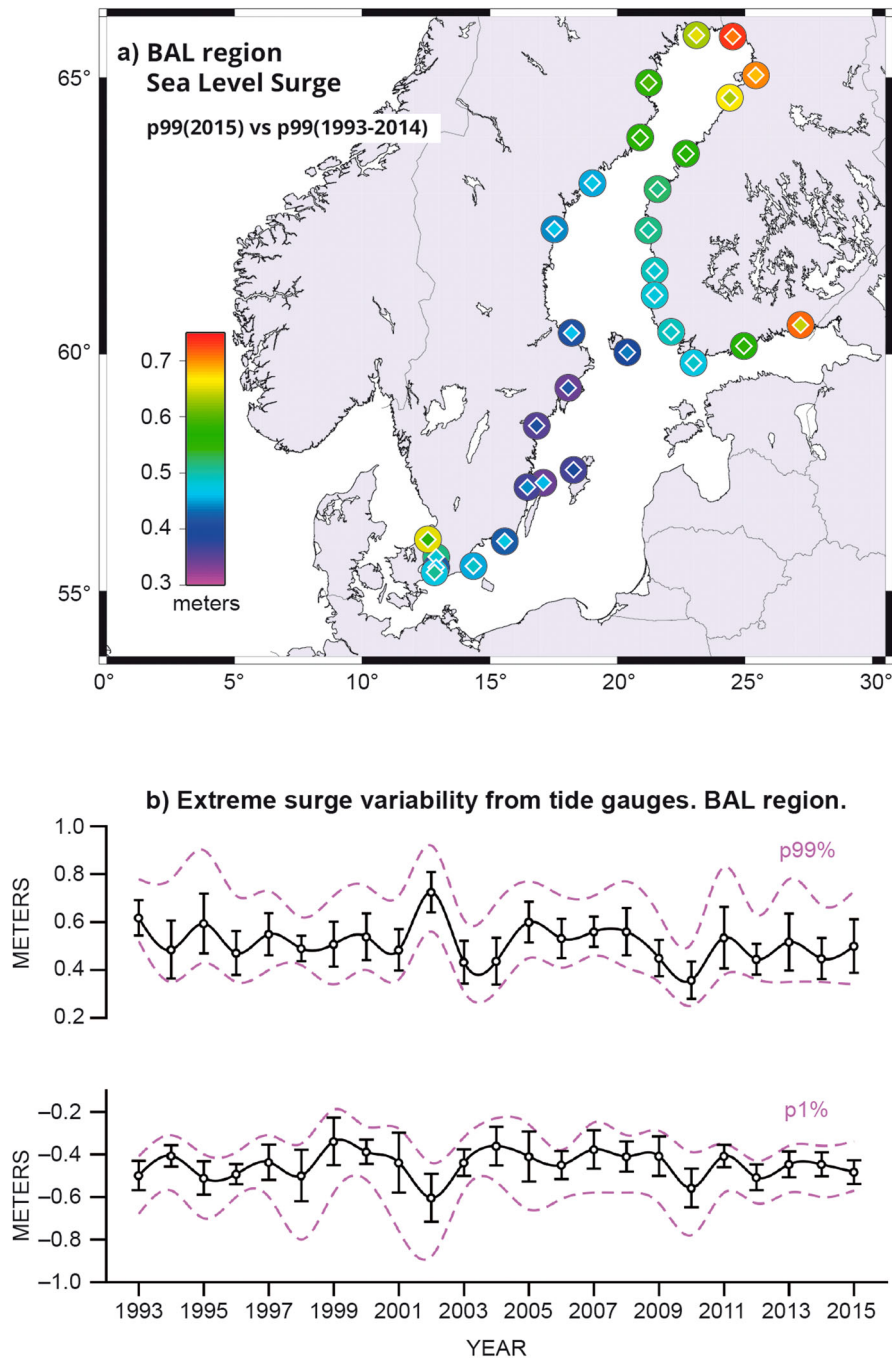 a) BAL region
Sea Level Surge
p99(2015) vs p99(1993-2014)
65°
60°
55°
0.7
0.6
0.5
0.4
0.3
meters
0° 5° 10° 15° 20° 25° 30°
b) Extreme surge variability from tide gauges. BAL region.
p99%
METERS
1.0
0.8
0.6
0.4
0.2
p1%
METERS
–0.2
–0.4
–0.6
–0.8
–1.0
1993 1995 1997 1999 2001 2003 2005 2007 2009 2011 2013 2015
YEAR